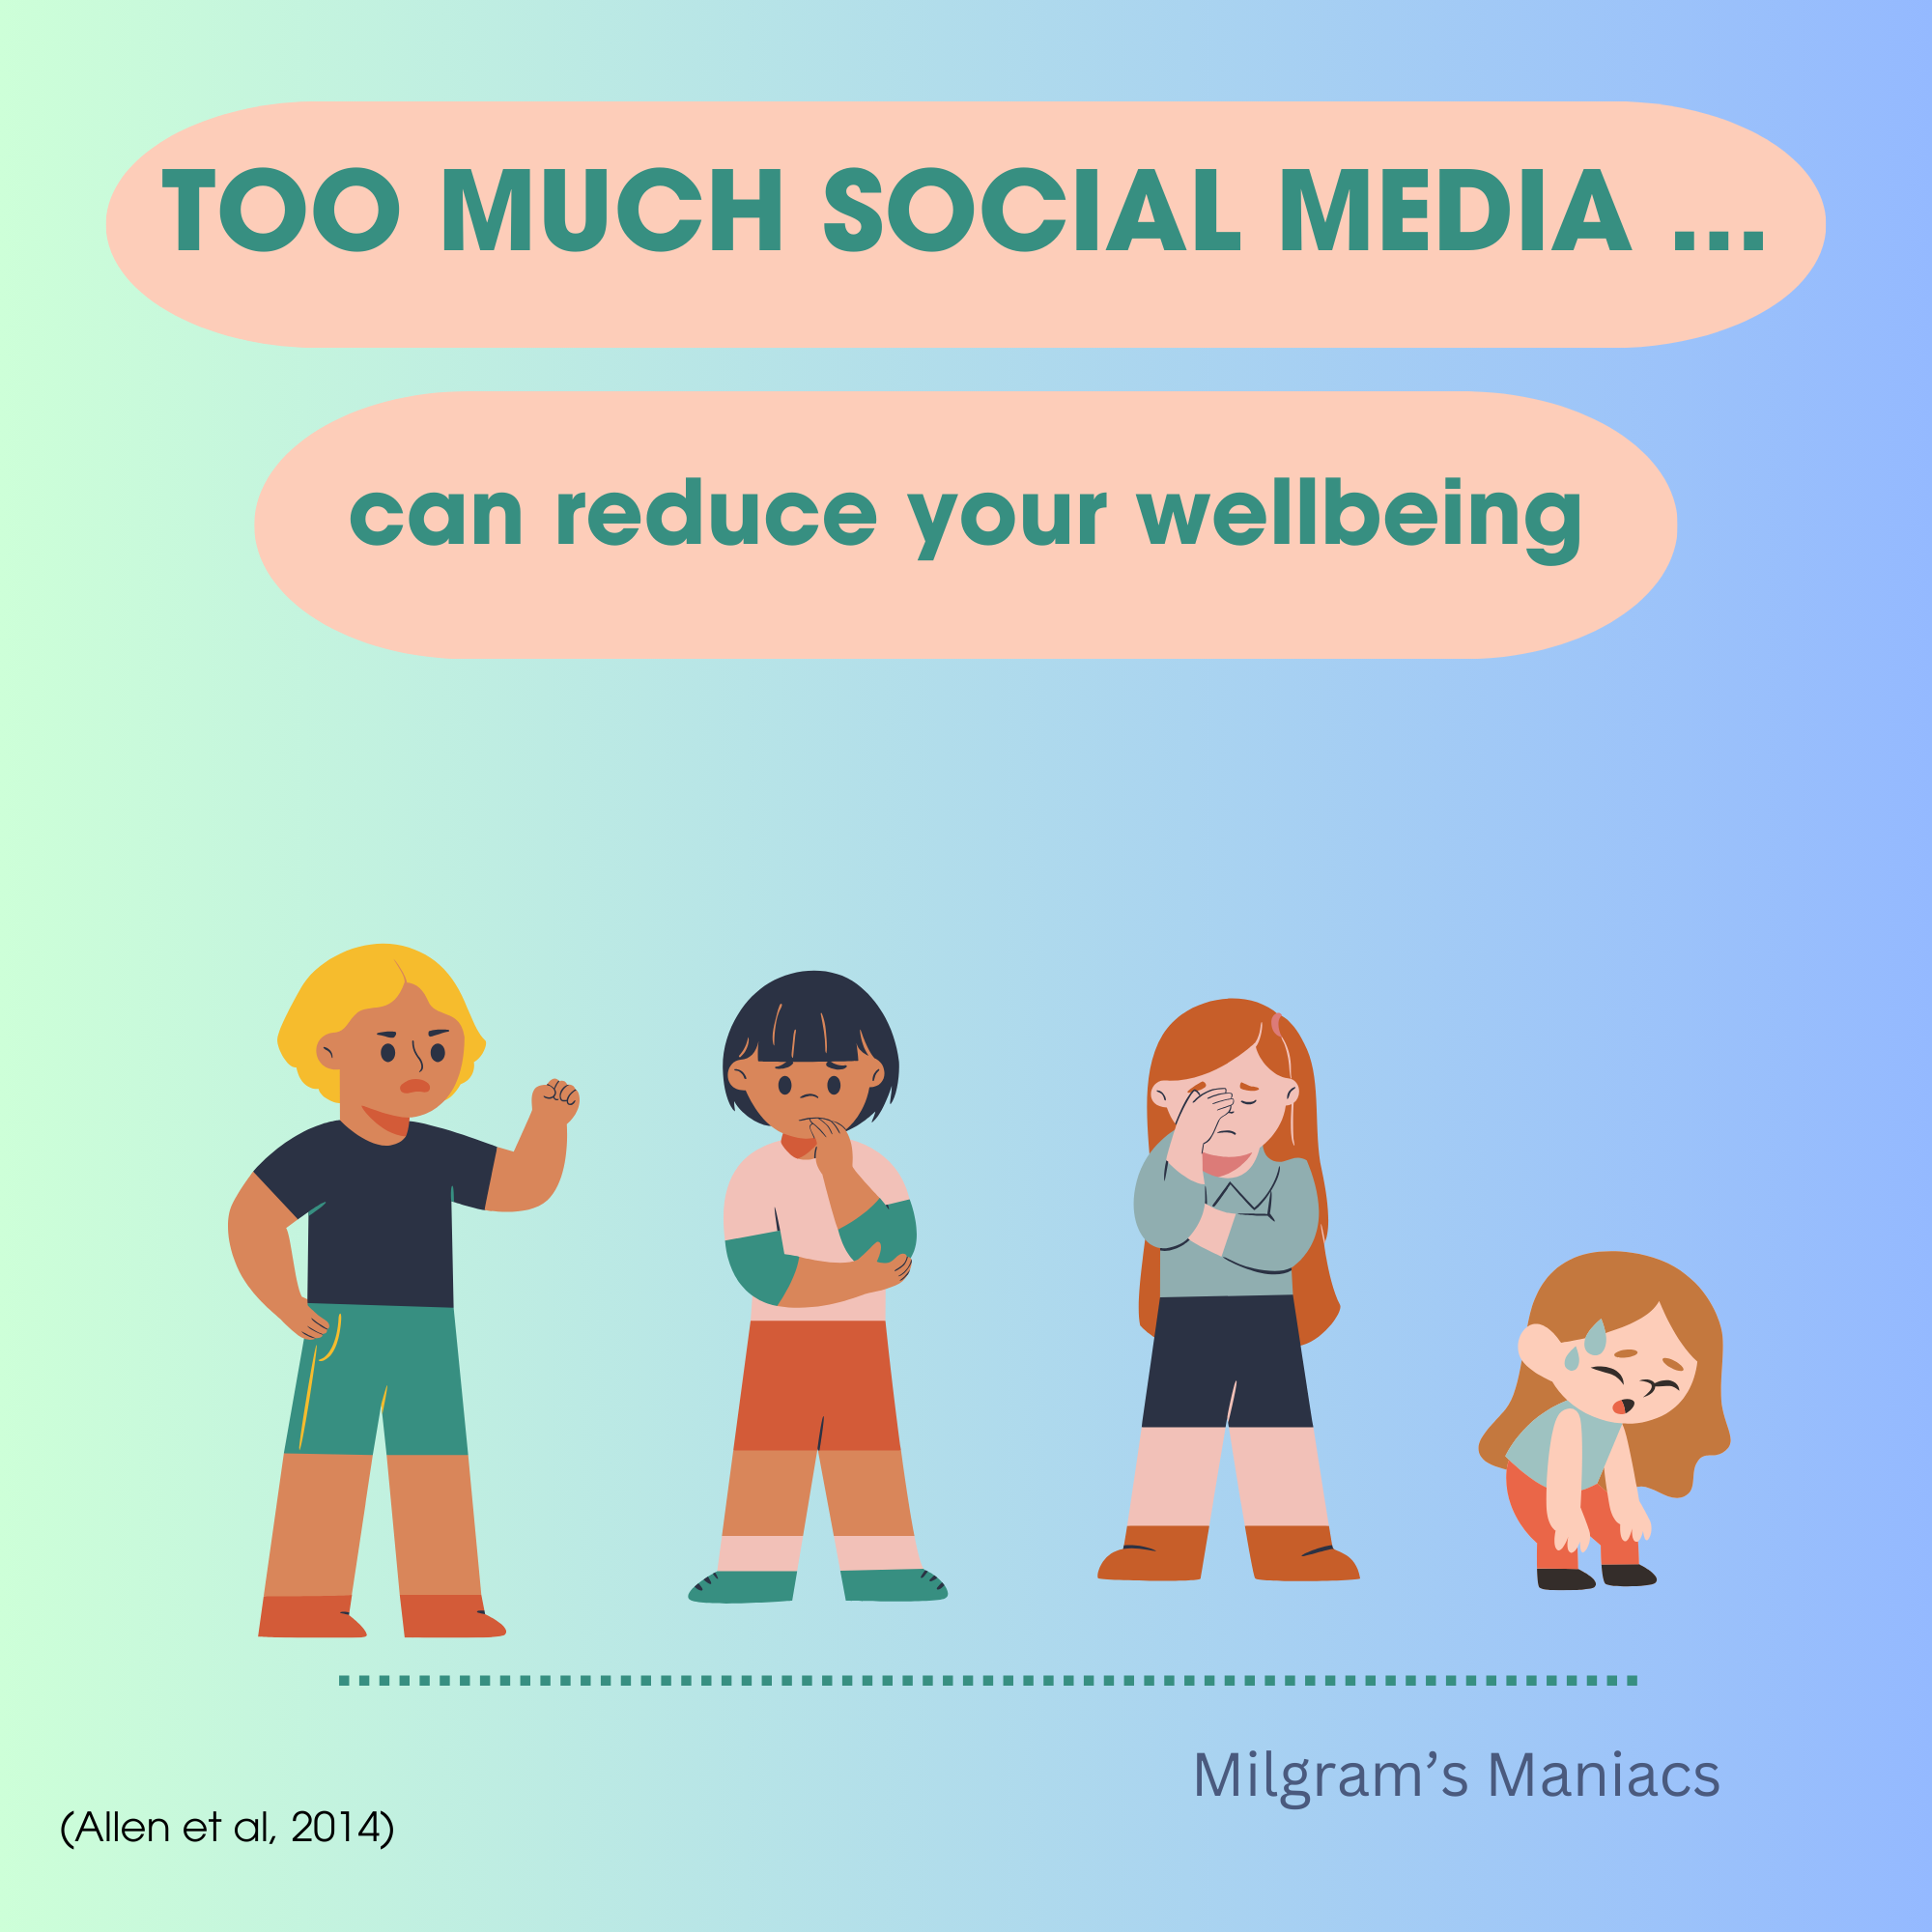 TOO MUCH SOCIAL MEDIA ...
can reduce your wellbeing
Milgram’s Maniacs
(Allen et al, 2014)